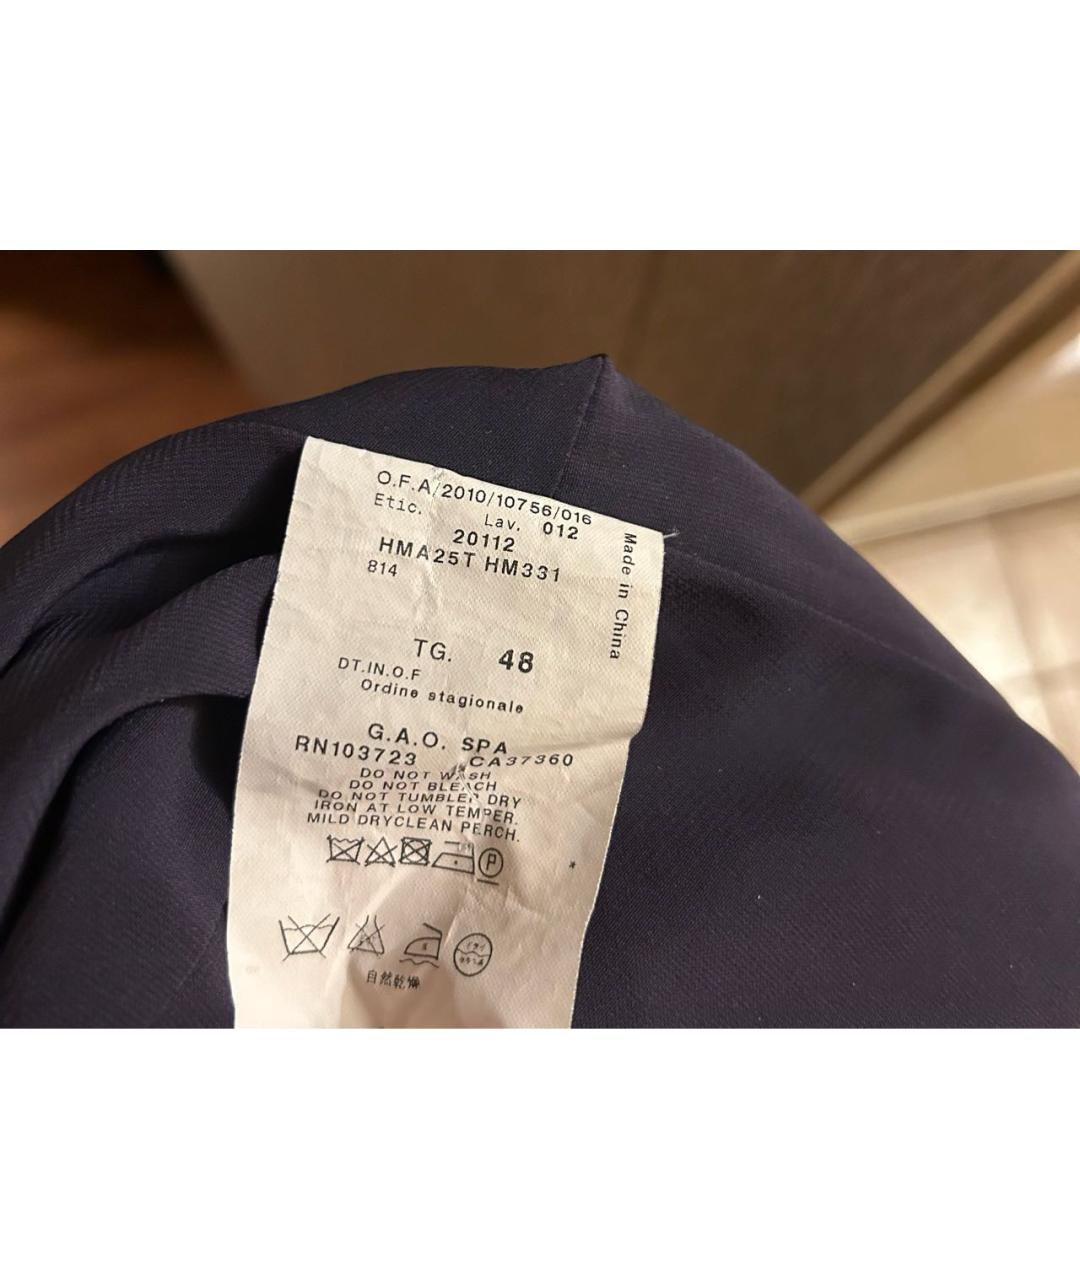 O.F.A/2010/10756/016
Etic. Lav. 012
20112
HMA25T HM331
814
Made in China
TG. 48
DT.IN.O.F
Ordine stagionale
G.A.O. SPA
RN103723 CA37360
DO NOT WASH
DO NOT BLEACH
DO NOT TUMBLER DRY
IRON AT LOW TEMPER.
MILD DRYCLEAN PERCH.
P
自然乾燥